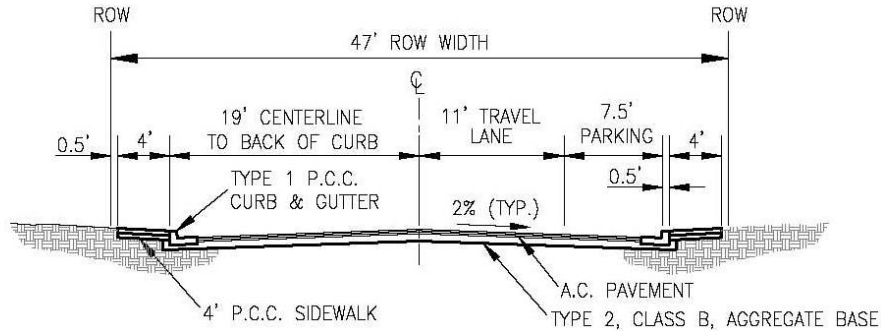 ROW
ROW
47' ROW WIDTH
℄
19' CENTERLINE
TO BACK OF CURB
11' TRAVEL
LANE
7.5'
PARKING
0.5'
4'
4'
0.5'
TYPE 1 P.C.C.
CURB & GUTTER
2% (TYP.)
4' P.C.C. SIDEWALK
A.C. PAVEMENT
TYPE 2, CLASS B, AGGREGATE BASE